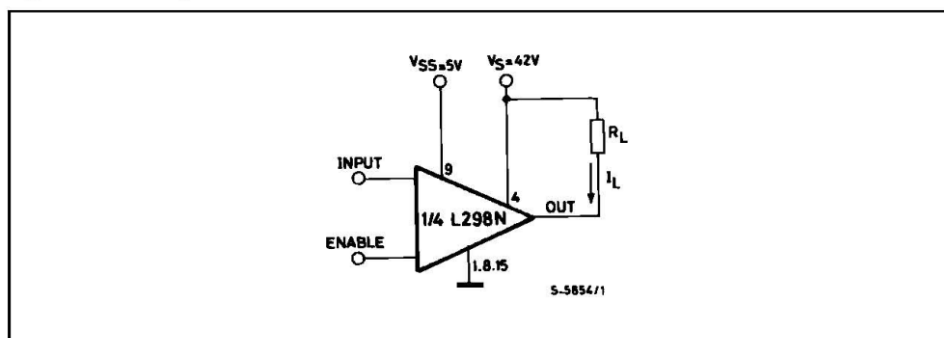 VSS=5V
VS=42V
RL
INPUT
9
IL
4
OUT
1/4 L298N
ENABLE
1.8.15
S-5854/1